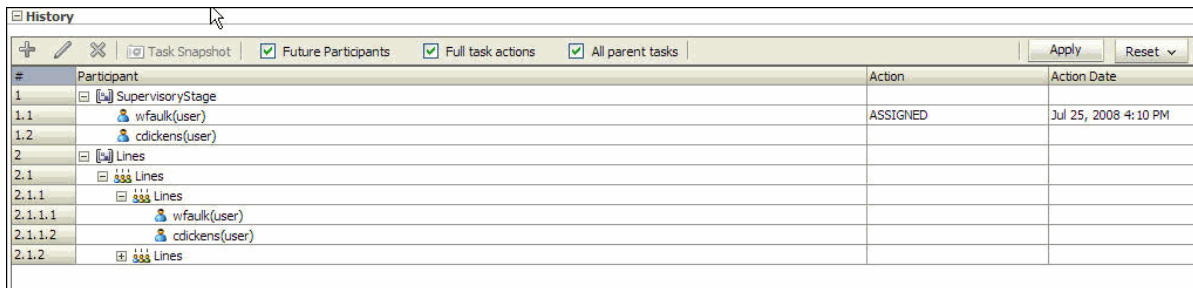 History
Task Snapshot Future Participants Full task actions All parent tasks Apply Reset
# Participant Action Action Date
1 SupervisoryStage
1.1 wfaulk(user) ASSIGNED Jul 25, 2008 4:10 PM
1.2 cdickens(user)
2 Lines
2.1 Lines
2.1.1 Lines
2.1.1.1 wfaulk(user)
2.1.1.2 cdickens(user)
2.1.2 Lines